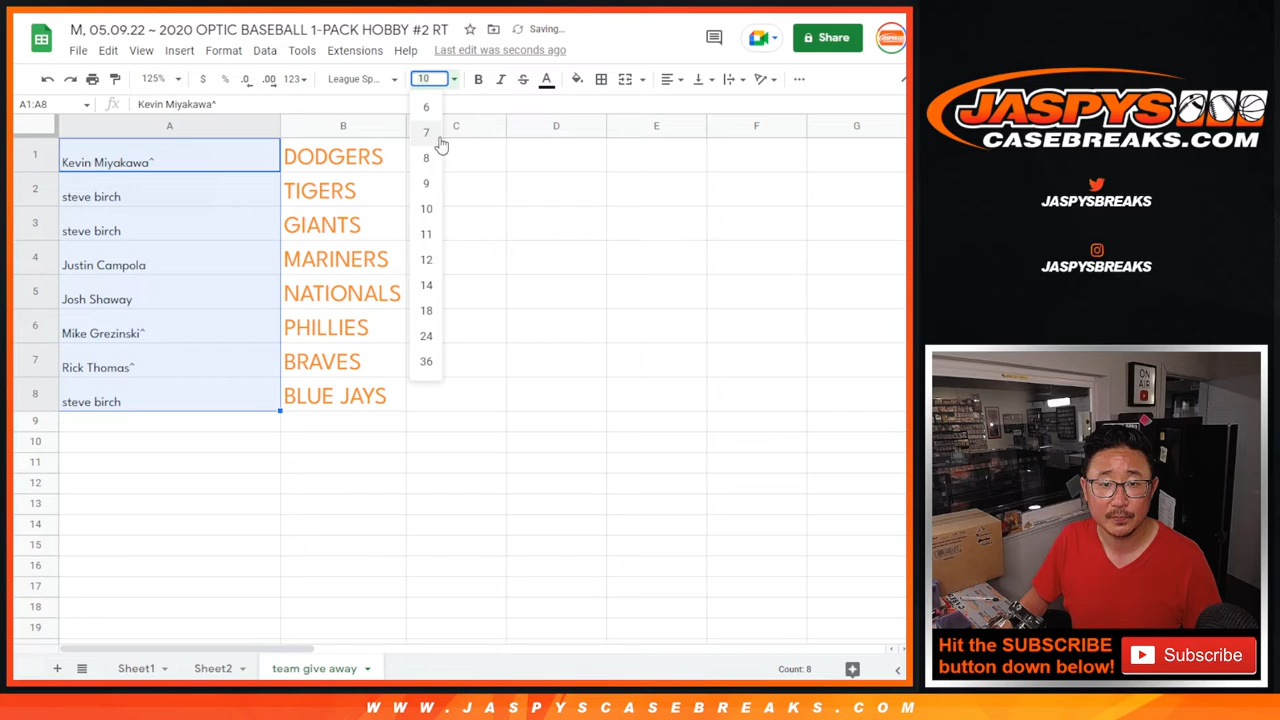 M, 05.09.22 ~ 2020 OPTIC BASEBALL 1-PACK HOBBY #2 RT
Saving...
File Edit View Insert Format Data Tools Extensions Help Last edit was seconds ago
Share
125% $ % .0 .00 123 League Sp... 10 B I S A
A1:A8 fx Kevin Miyakawa^
A B C D E F G
1 Kevin Miyakawa^ DODGERS
2 steve birch TIGERS
3 steve birch GIANTS
4 Justin Campola MARINERS
5 Josh Shaway NATIONALS
6 Mike Grezinski^ PHILLIES
7 Rick Thomas^ BRAVES
8 steve birch BLUE JAYS
9
10
11
12
13
14
15
16
17
18
19
6
7
8
9
10
11
12
14
18
24
36
+ Sheet1 Sheet2 team give away Count: 8
JASPYS
CASEBREAKS.COM
JASPYSBREAKS
JASPYSBREAKS
ON
AIR
Hit the SUBSCRIBE
button down below!
Subscribe
WWW.JASPYSCASEBREAKS.COM